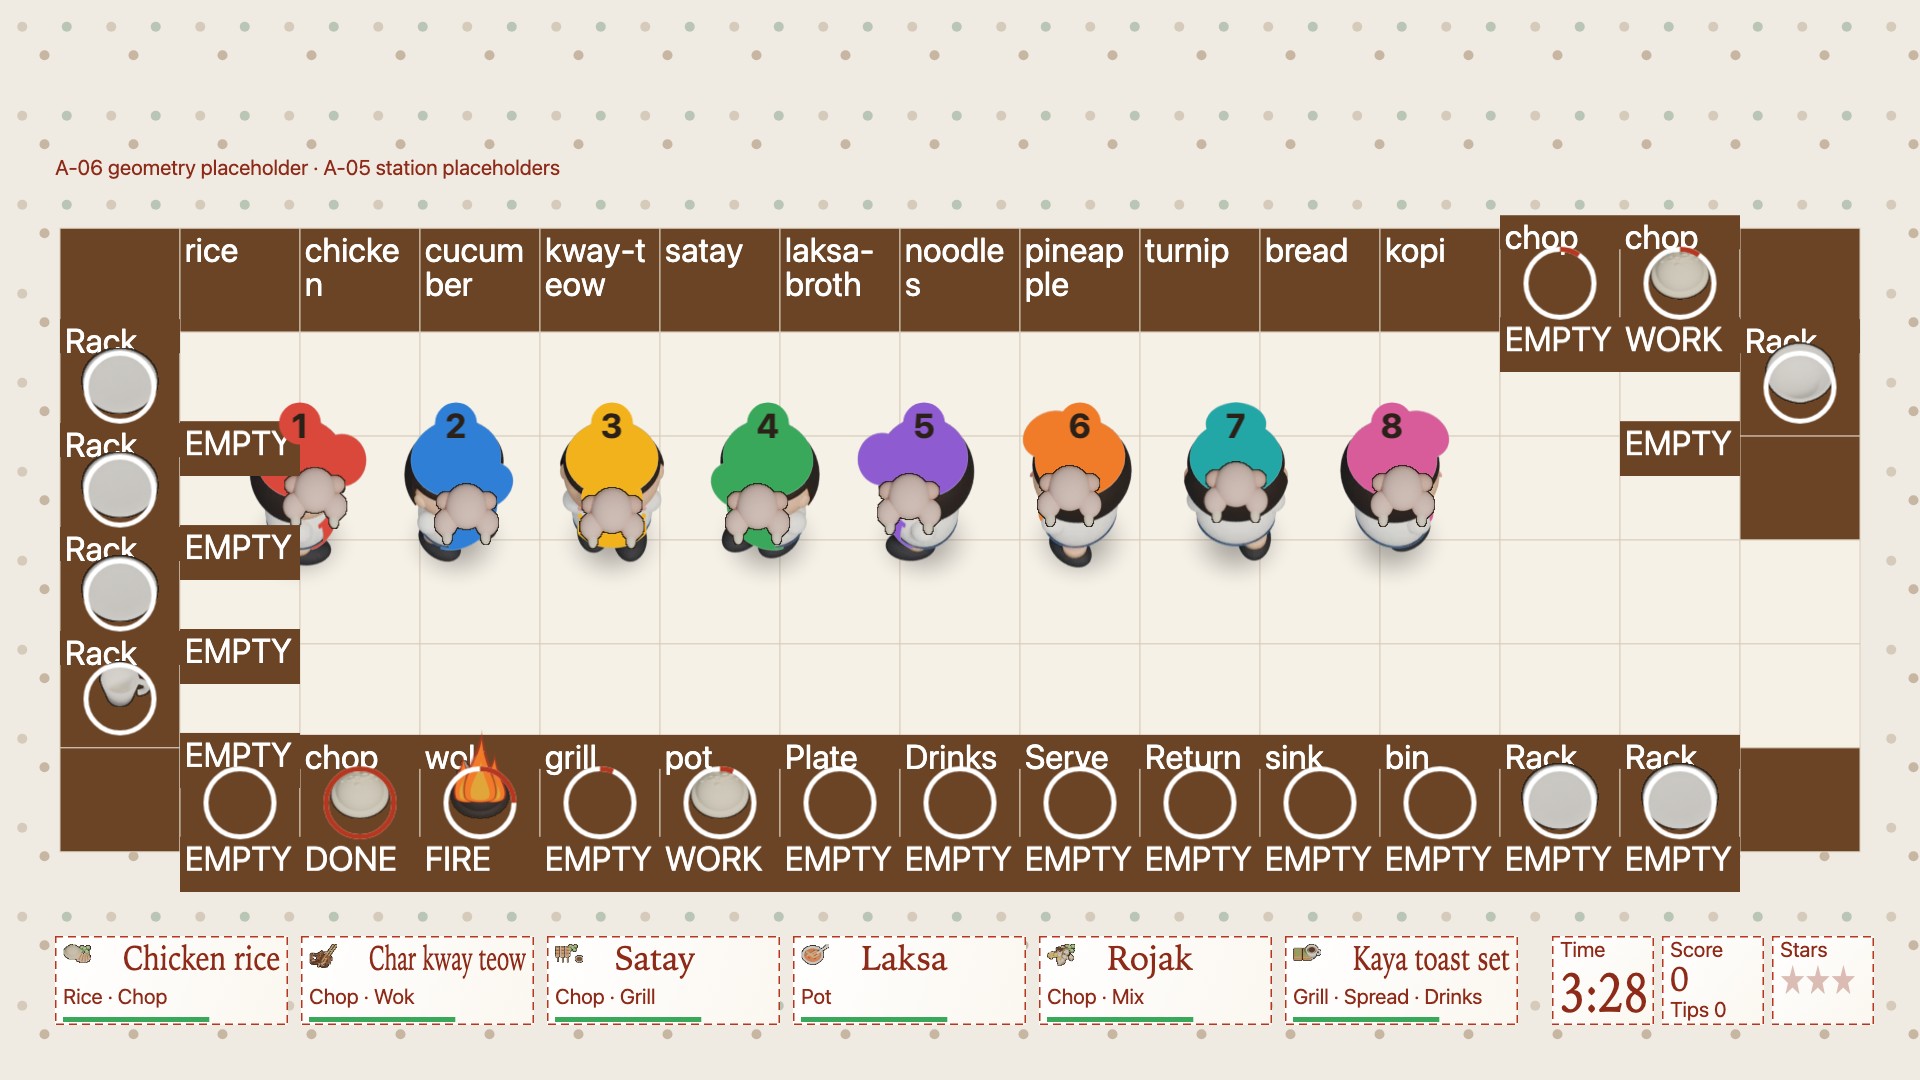 A-06 geometry placeholder · A-05 station placeholders
rice
chicke
n
cucum
ber
kway-t
eow
satay
laksa-
broth
noodle
s
pineap
ple
turnip
bread
kopi
chop
EMPTY
chop
WORK
Rack
Rack
EMPTY
1
2
3
4
5
6
7
8
EMPTY
Rack
EMPTY
Rack
EMPTY
Rack
EMPTY
chop
wok
grill
pot
Plate
Drinks
Serve
Return
sink
bin
Rack
Rack
EMPTY
DONE
FIRE
EMPTY
WORK
EMPTY
EMPTY
EMPTY
EMPTY
EMPTY
EMPTY
EMPTY
EMPTY
Chicken rice
Rice · Chop
Char kway teow
Chop · Wok
Satay
Chop · Grill
Laksa
Pot
Rojak
Chop · Mix
Kaya toast set
Grill · Spread · Drinks
Time
3:28
Score
0
Tips 0
Stars